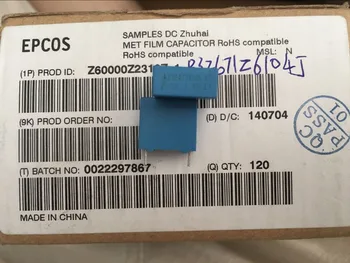 EPCOS
SAMPLES DC Zhuhai
MET FILM CAPACITOR RoHS compatible
RoHS compatible MSL: N
(1P) PROD ID:
B32671Z6104J
(9K) PROD ORDER NO:
(D) D/C: 140704
QC
PASS
01
(T) BATCH NO: 0022297867
(Q) QTY: 120
MADE IN CHINA